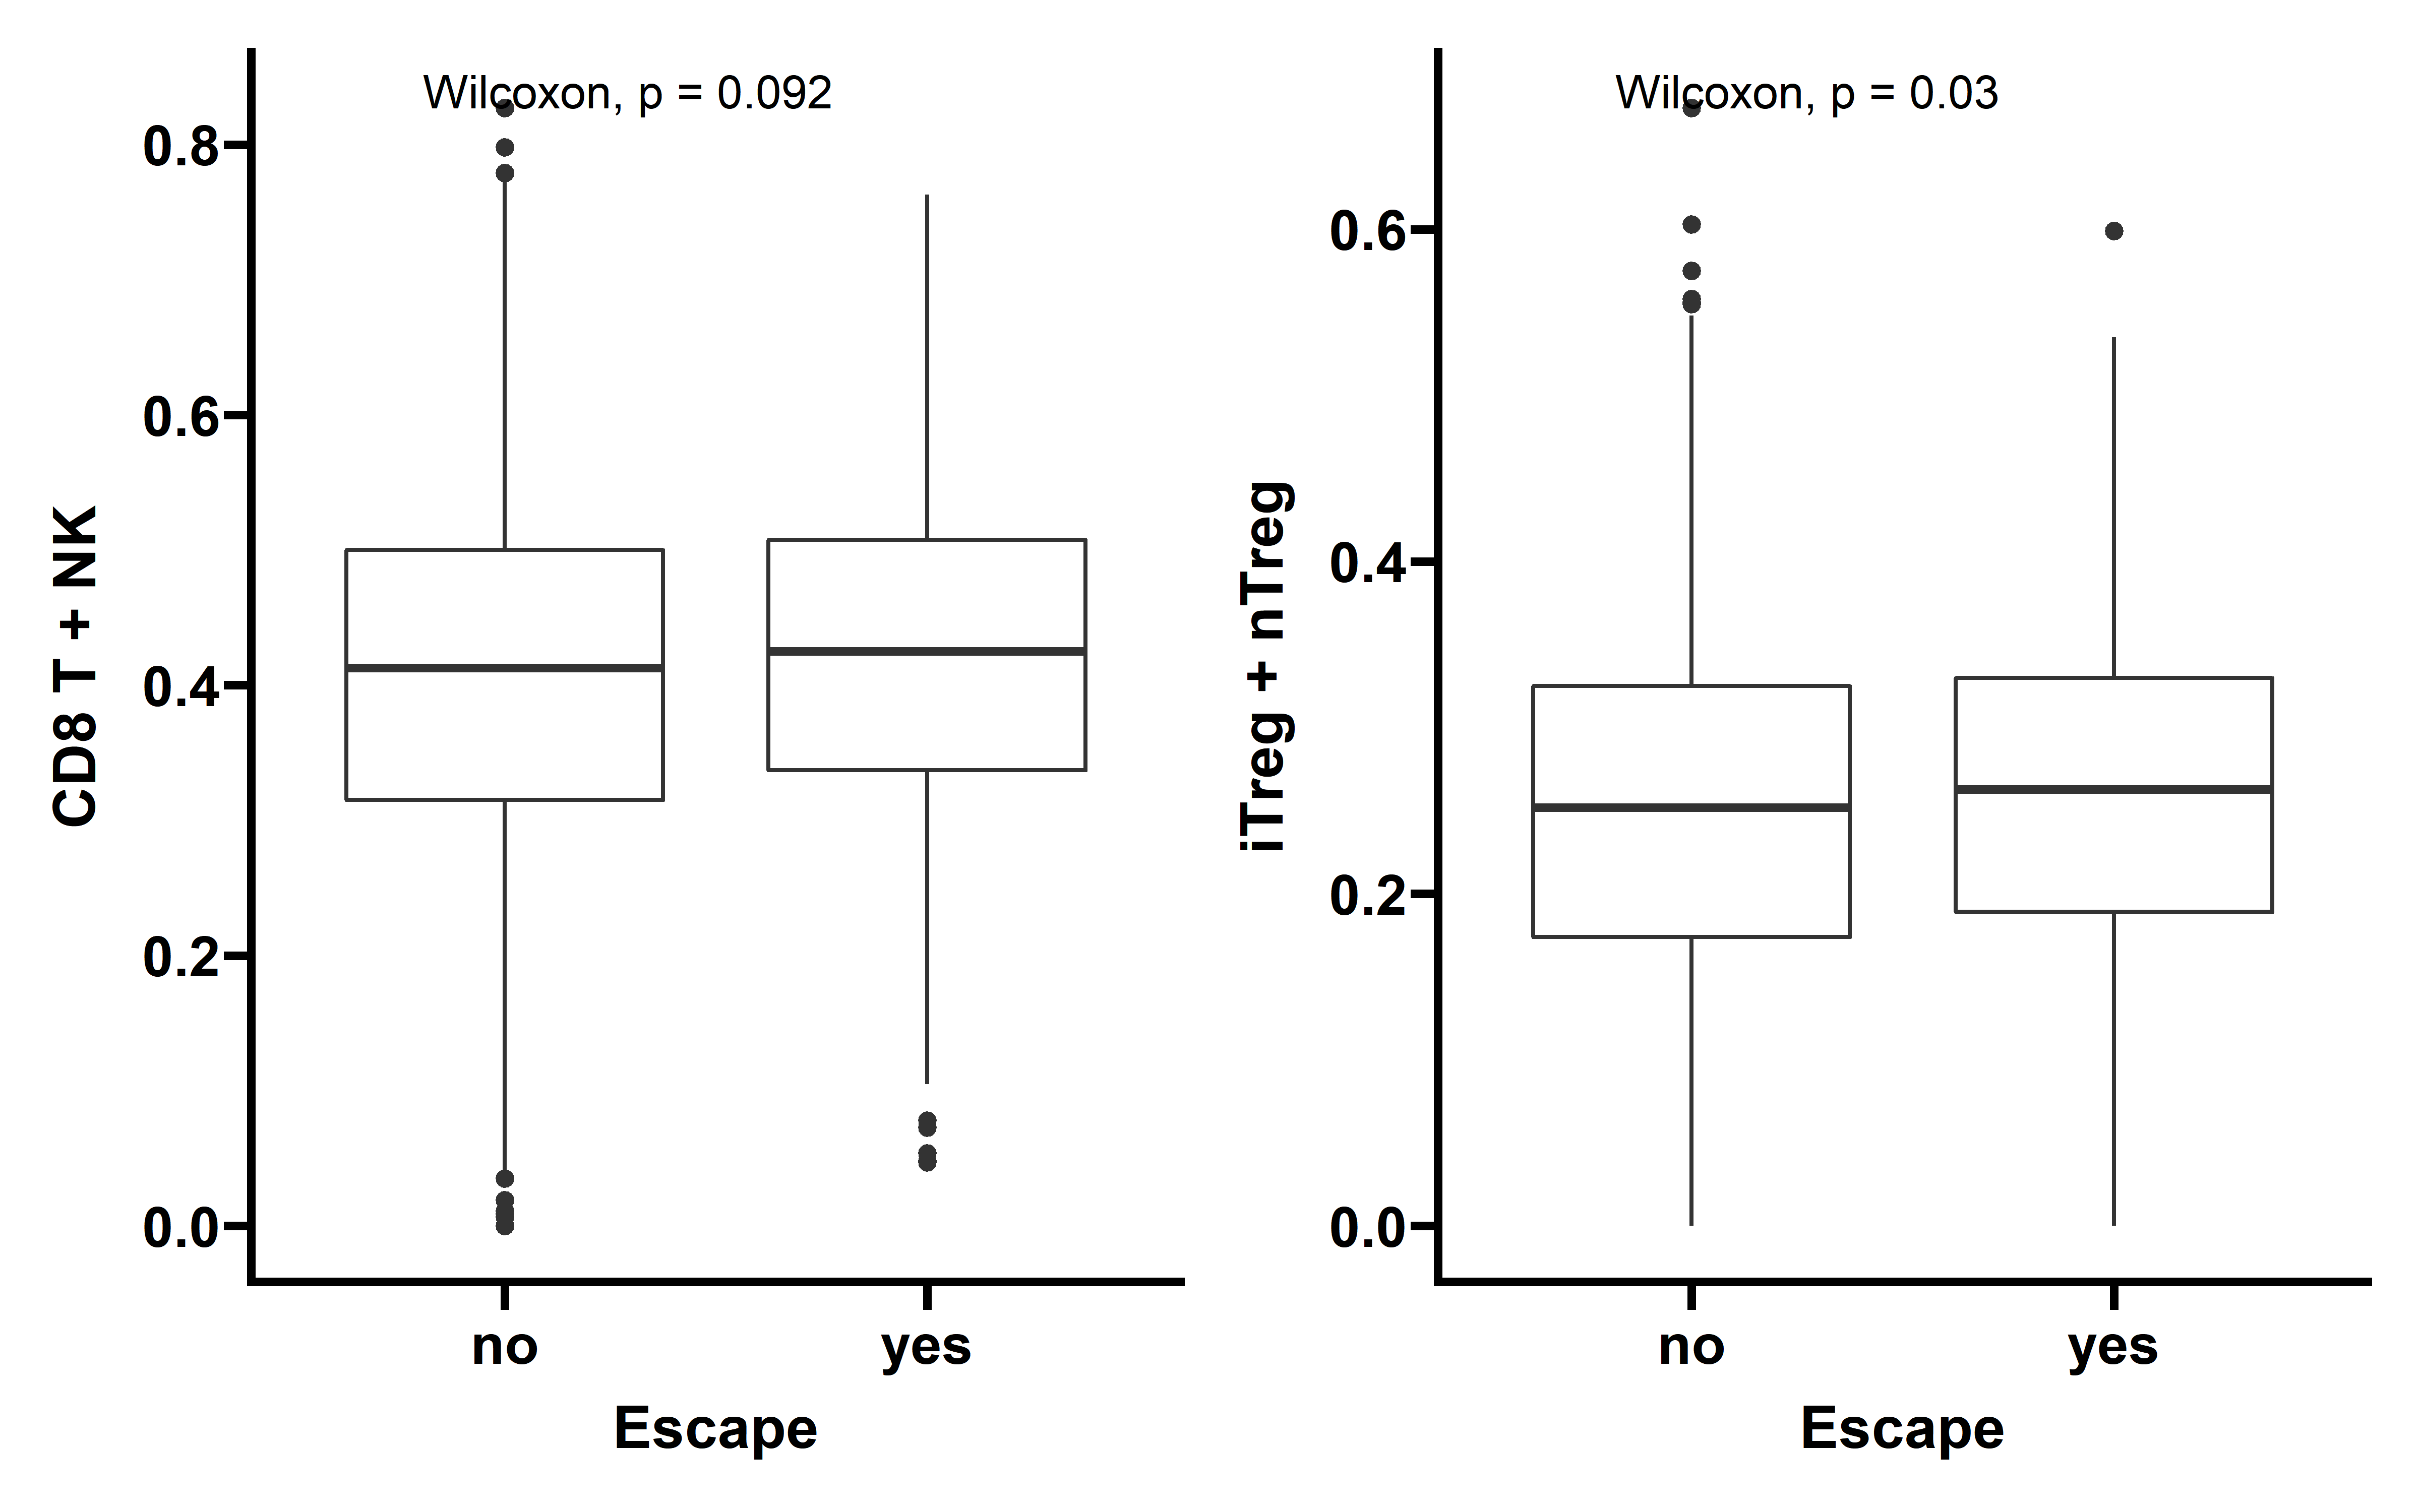 Wilcoxon, p = 0.092
0.8
0.6
0.4
0.2
0.0
CD8 T + NK
no yes
Escape
Wilcoxon, p = 0.03
0.6
0.4
0.2
0.0
iTreg + nTreg
no yes
Escape